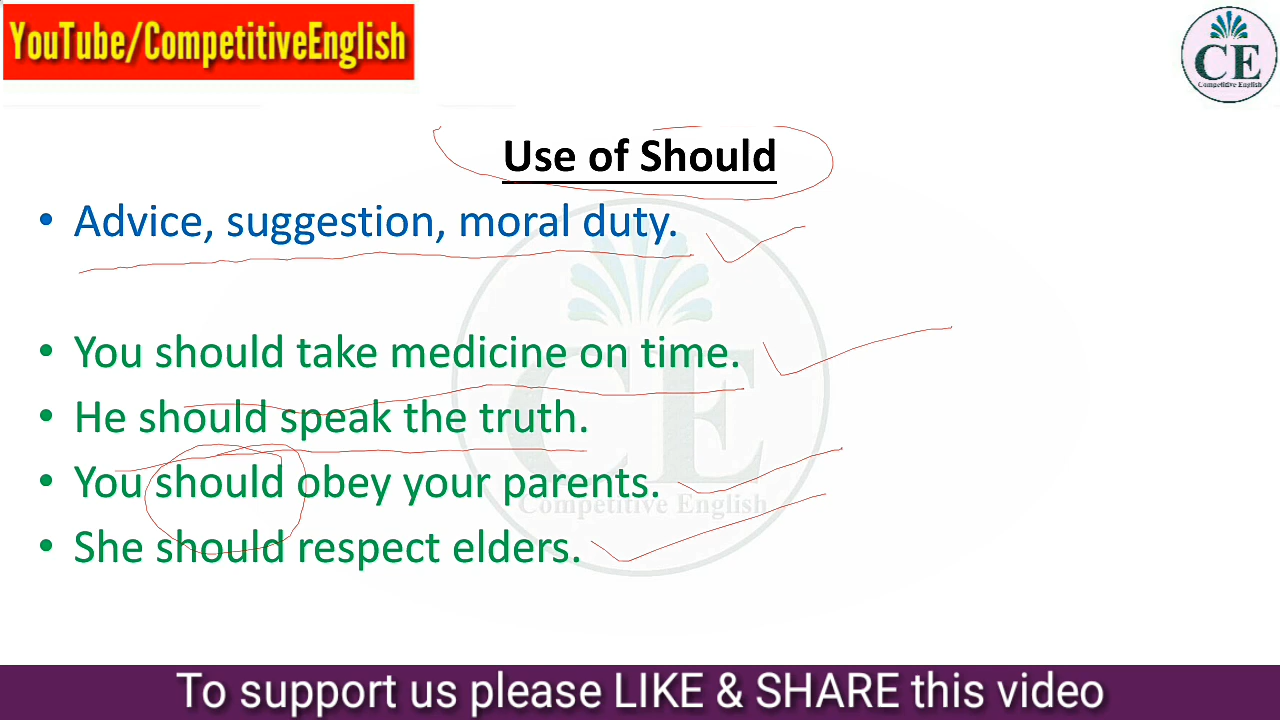 YouTube/CompetitiveEnglish
CE
Competitive English
Use of Should
• Advice, suggestion, moral duty.
• You should take medicine on time.
• He should speak the truth.
• You should obey your parents.
• She should respect elders.
CE
Competitive English
To support us please LIKE & SHARE this video